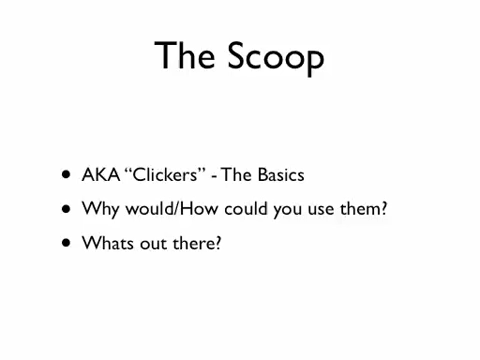 The Scoop
• AKA “Clickers” - The Basics
• Why would/How could you use them?
• Whats out there?